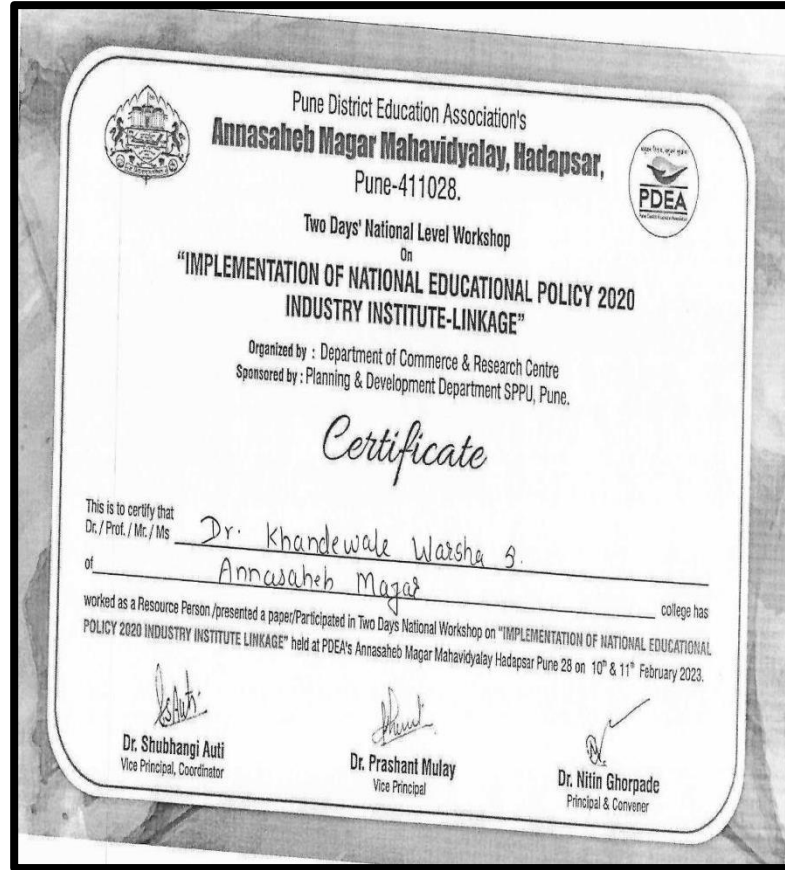 Pune District Education Association's
Annasaheb Magar Mahavidyalay, Hadapsar,
Pune-411028.
PDEA
Two Days' National Level Workshop
On
"IMPLEMENTATION OF NATIONAL EDUCATIONAL POLICY 2020
INDUSTRY INSTITUTE-LINKAGE"
Organized by : Department of Commerce & Research Centre
Sponsored by : Planning & Development Department SPPU, Pune.
Certificate
This is to certify that
Dr. / Prof. / Mr. / Ms Dr. Khandewale Warsha S.
of Annasaheb Magar college has
worked as a Resource Person /presented a paper/Participated in Two Days National Workshop on "IMPLEMENTATION OF NATIONAL EDUCATIONAL
POLICY 2020 INDUSTRY INSTITUTE LINKAGE" held at PDEA's Annasaheb Magar Mahavidyalay Hadapsar Pune 28 on 10th & 11th February 2023.
Dr. Shubhangi Auti
Vice Principal, Coordinator
Dr. Prashant Mulay
Vice Principal
Dr. Nitin Ghorpade
Principal & Convener